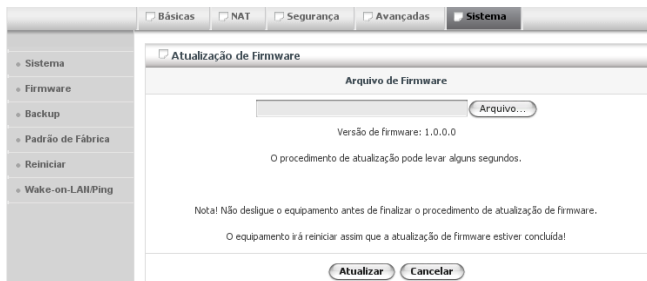 Básicas NAT Segurança Avançadas Sistema
Sistema
Firmware
Backup
Padrão de Fábrica
Reiniciar
Wake-on-LAN/Ping
Atualização de Firmware
Arquivo de Firmware
Arquivo...
Versão de firmware: 1.0.0.0
O procedimento de atualização pode levar alguns segundos.
Nota! Não desligue o equipamento antes de finalizar o procedimento de atualização de firmware.
O equipamento irá reiniciar assim que a atualização de firmware estiver concluída!
Atualizar Cancelar